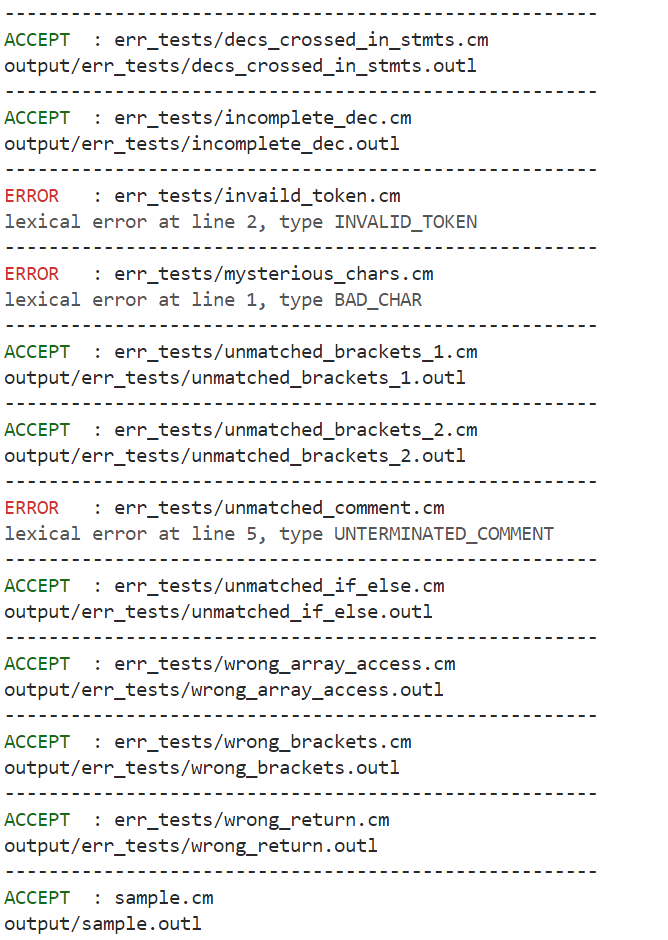 ------------------------------------------------------
ACCEPT  : err_tests/decs_crossed_in_stmts.cm
output/err_tests/decs_crossed_in_stmts.outl
------------------------------------------------------
ACCEPT  : err_tests/incomplete_dec.cm
output/err_tests/incomplete_dec.outl
------------------------------------------------------
ERROR   : err_tests/invaild_token.cm
lexical error at line 2, type INVALID_TOKEN
------------------------------------------------------
ERROR   : err_tests/mysterious_chars.cm
lexical error at line 1, type BAD_CHAR
------------------------------------------------------
ACCEPT  : err_tests/unmatched_brackets_1.cm
output/err_tests/unmatched_brackets_1.outl
------------------------------------------------------
ACCEPT  : err_tests/unmatched_brackets_2.cm
output/err_tests/unmatched_brackets_2.outl
------------------------------------------------------
ERROR   : err_tests/unmatched_comment.cm
lexical error at line 5, type UNTERMINATED_COMMENT
------------------------------------------------------
ACCEPT  : err_tests/unmatched_if_else.cm
output/err_tests/unmatched_if_else.outl
------------------------------------------------------
ACCEPT  : err_tests/wrong_array_access.cm
output/err_tests/wrong_array_access.outl
------------------------------------------------------
ACCEPT  : err_tests/wrong_brackets.cm
output/err_tests/wrong_brackets.outl
------------------------------------------------------
ACCEPT  : err_tests/wrong_return.cm
output/err_tests/wrong_return.outl
------------------------------------------------------
ACCEPT  : sample.cm
output/sample.outl